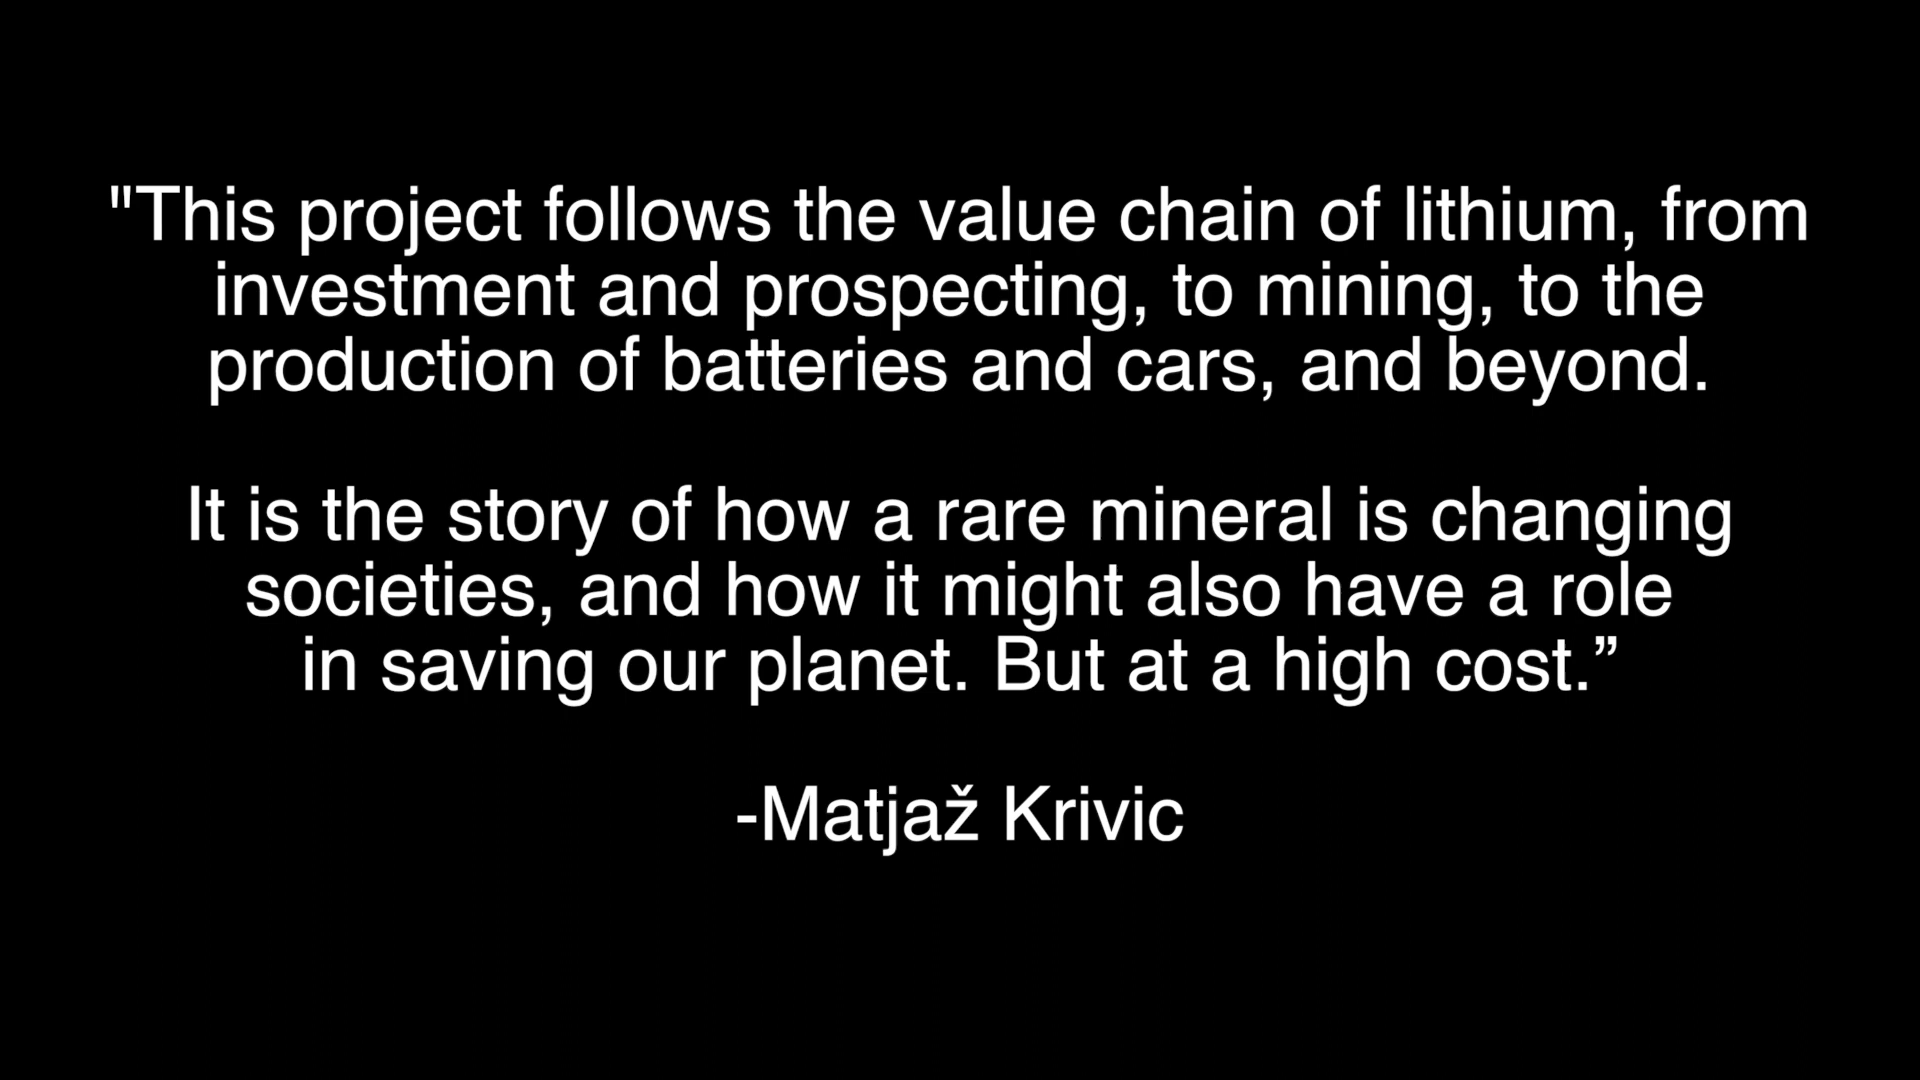 "This project follows the value chain of lithium, from
investment and prospecting, to mining, to the
production of batteries and cars, and beyond.
It is the story of how a rare mineral is changing
societies, and how it might also have a role
in saving our planet. But at a high cost.”
-Matjaž Krivic